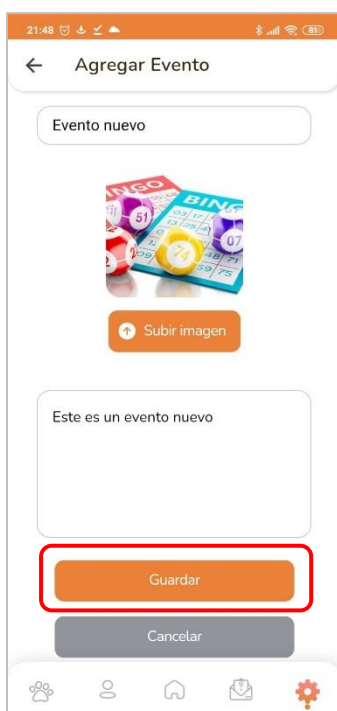 21:48
81
Agregar Evento
Evento nuevo
BINGO
BINGO
51
07
74
Subir imagen
Este es un evento nuevo
Guardar
Cancelar